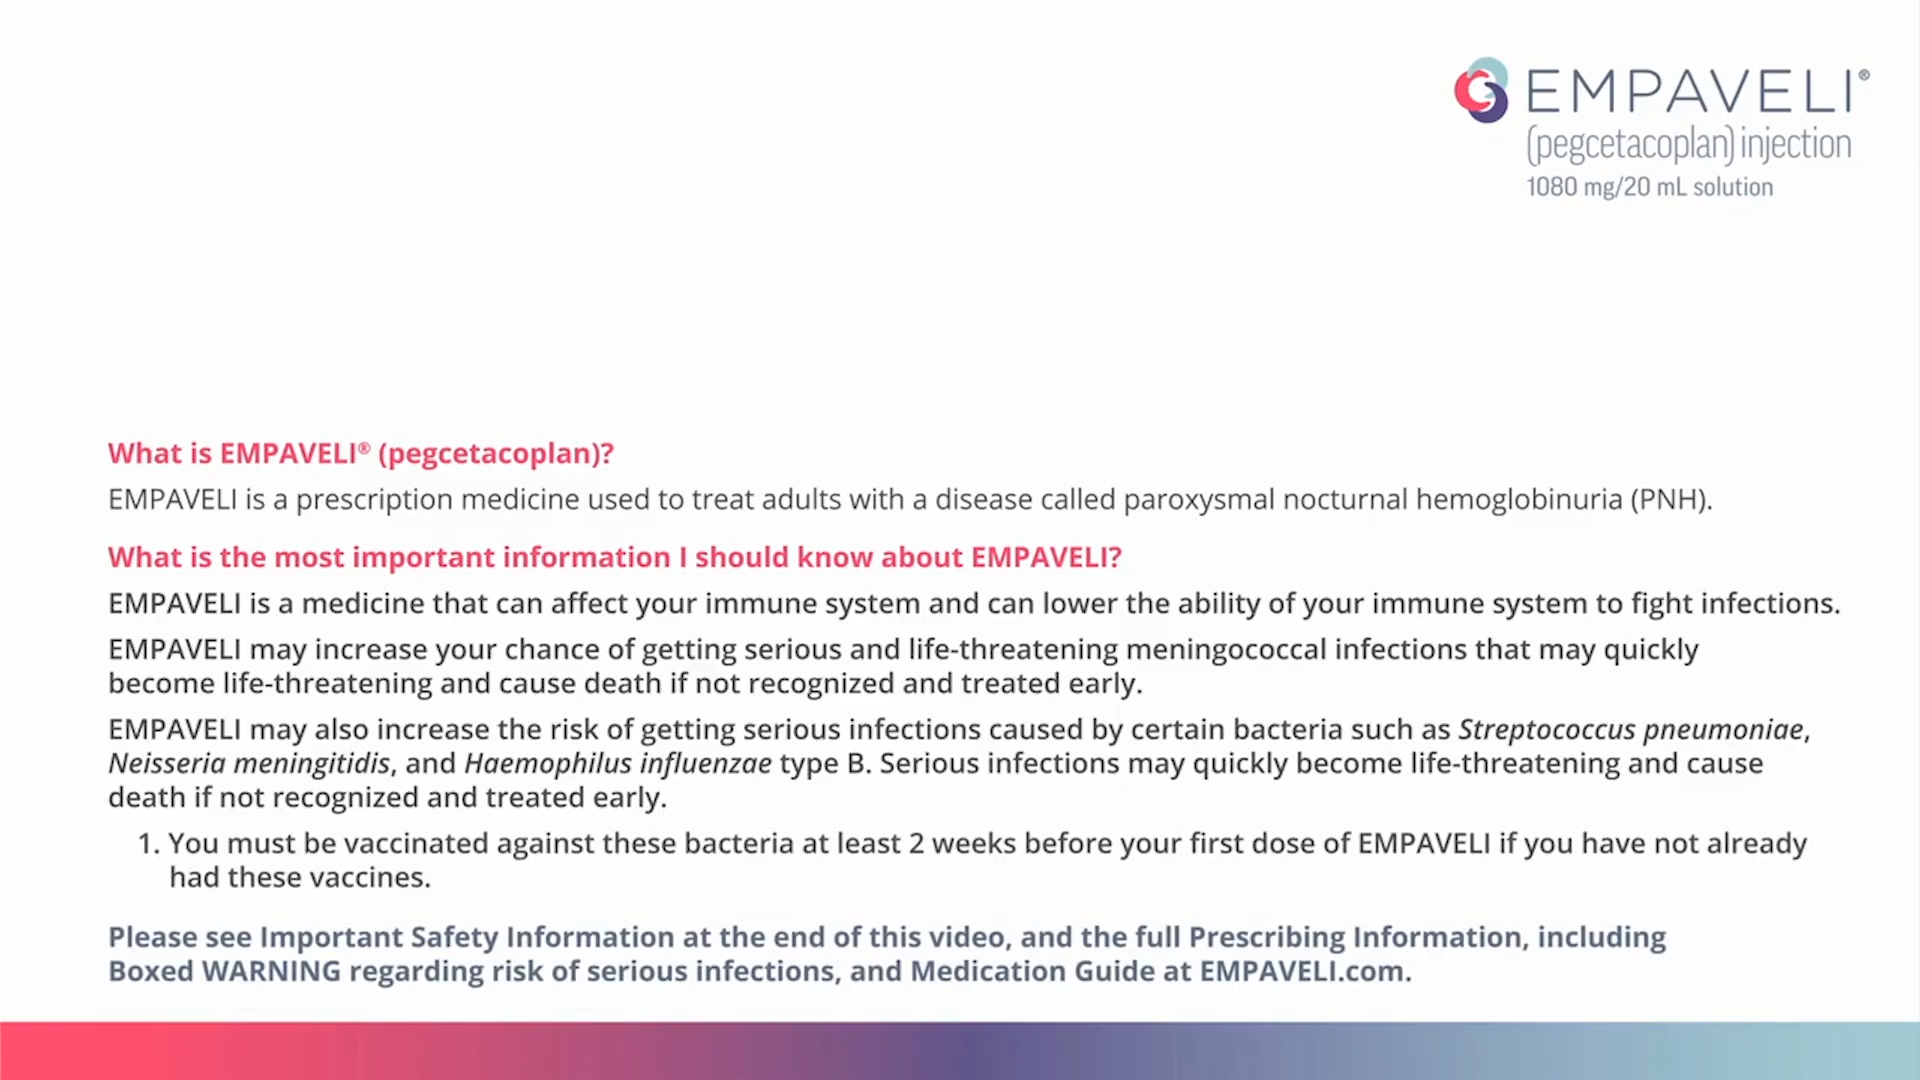 EMPAVELI®
(pegcetacoplan) injection
1080 mg/20 mL solution
What is EMPAVELI® (pegcetacoplan)?
EMPAVELI is a prescription medicine used to treat adults with a disease called paroxysmal nocturnal hemoglobinuria (PNH).
What is the most important information I should know about EMPAVELI?
EMPAVELI is a medicine that can affect your immune system and can lower the ability of your immune system to fight infections.
EMPAVELI may increase your chance of getting serious and life-threatening meningococcal infections that may quickly
become life-threatening and cause death if not recognized and treated early.
EMPAVELI may also increase the risk of getting serious infections caused by certain bacteria such as Streptococcus pneumoniae,
Neisseria meningitidis, and Haemophilus influenzae type B. Serious infections may quickly become life-threatening and cause
death if not recognized and treated early.
1. You must be vaccinated against these bacteria at least 2 weeks before your first dose of EMPAVELI if you have not already
had these vaccines.
Please see Important Safety Information at the end of this video, and the full Prescribing Information, including
Boxed WARNING regarding risk of serious infections, and Medication Guide at EMPAVELI.com.